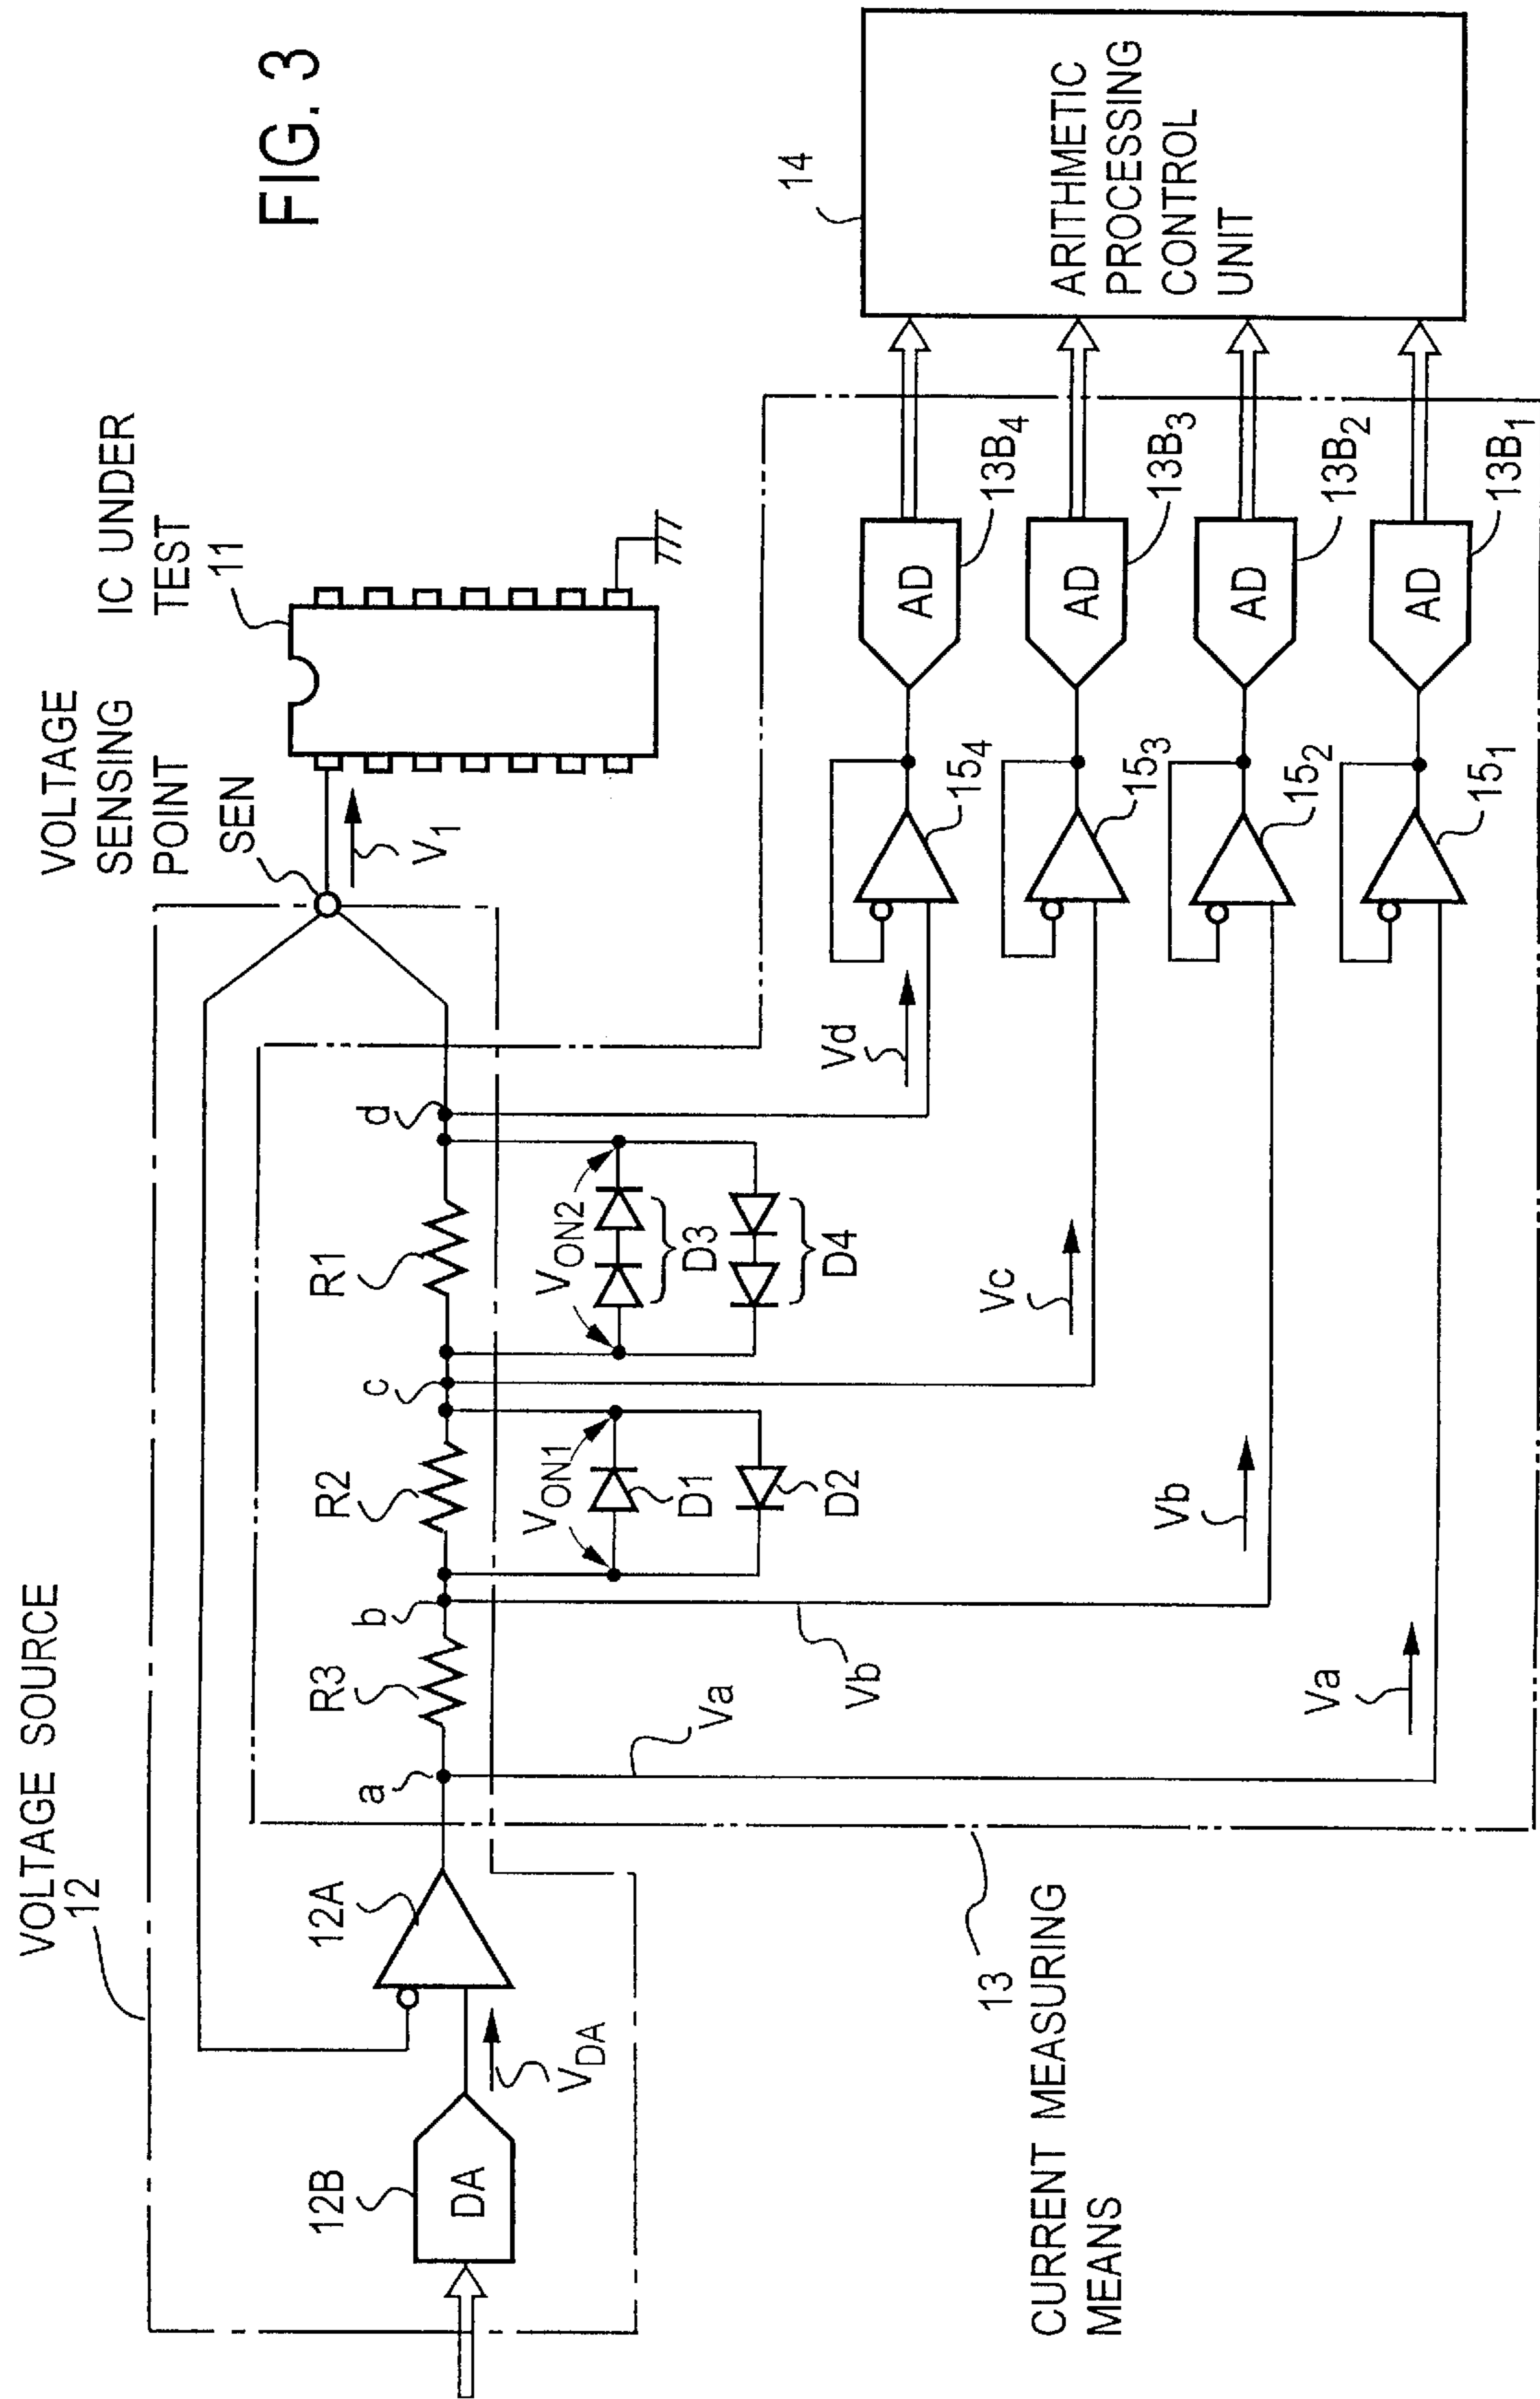 FIG. 3
VOLTAGE SOURCE
12
VOLTAGE
SENSING
POINT
SEN
IC UNDER
TEST
11
V1
12B
DA
VDA
12A
a
R3
b
R2
c
R1
d
VON1
D1
D2
VON2
D3
D4
Va
Vb
Va
Vb
Vc
Vd
154
153
152
151
AD
13B4
AD
13B3
AD
13B2
AD
13B1
14
ARITHMETIC
PROCESSING
CONTROL
UNIT
13
CURRENT MEASURING
MEANS